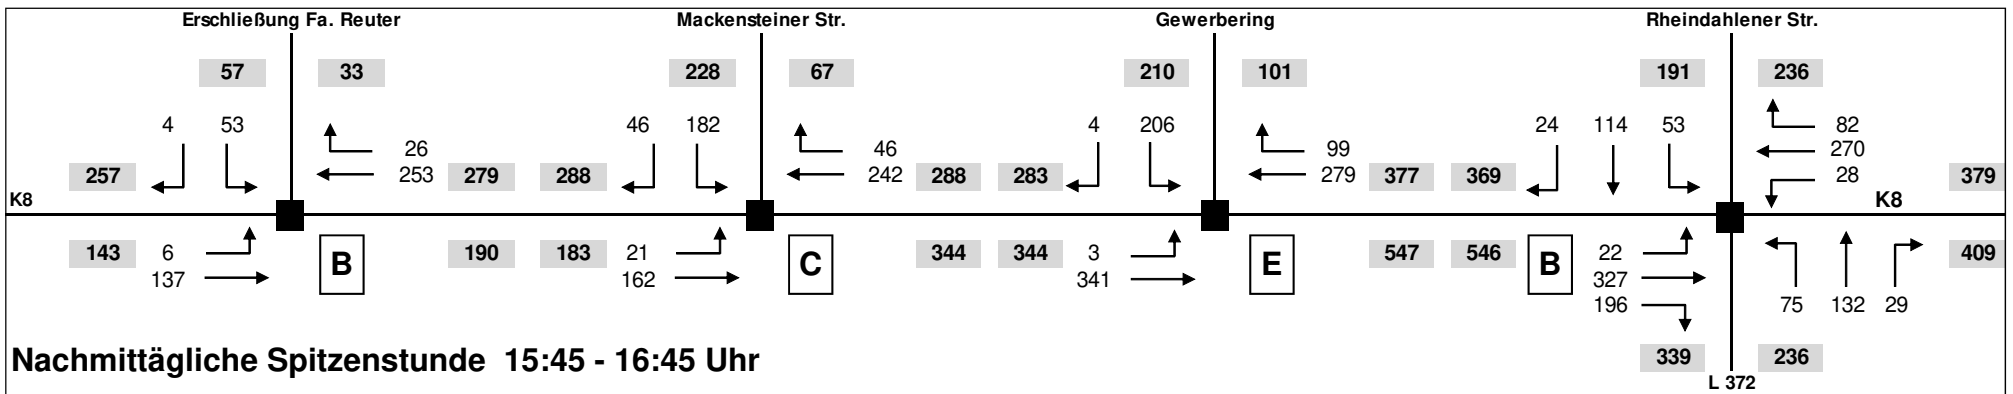 Erschließung Fa. Reuter Mackensteiner Str. Gewerbering Rheindahlener Str.
57 33 228 67 210 101 191 236
4 53 46 182 4 206 24 114 53 82
26 46 99 270
257 253 279 288 242 288 283 279 377 369 28 379
K8 K8
143 6 B 190 183 21 C 344 344 3 E 547 546 B 22 409
137 162 341 327
196 75 132 29
Nachmittägliche Spitzenstunde 15:45 - 16:45 Uhr 339 236
L 372